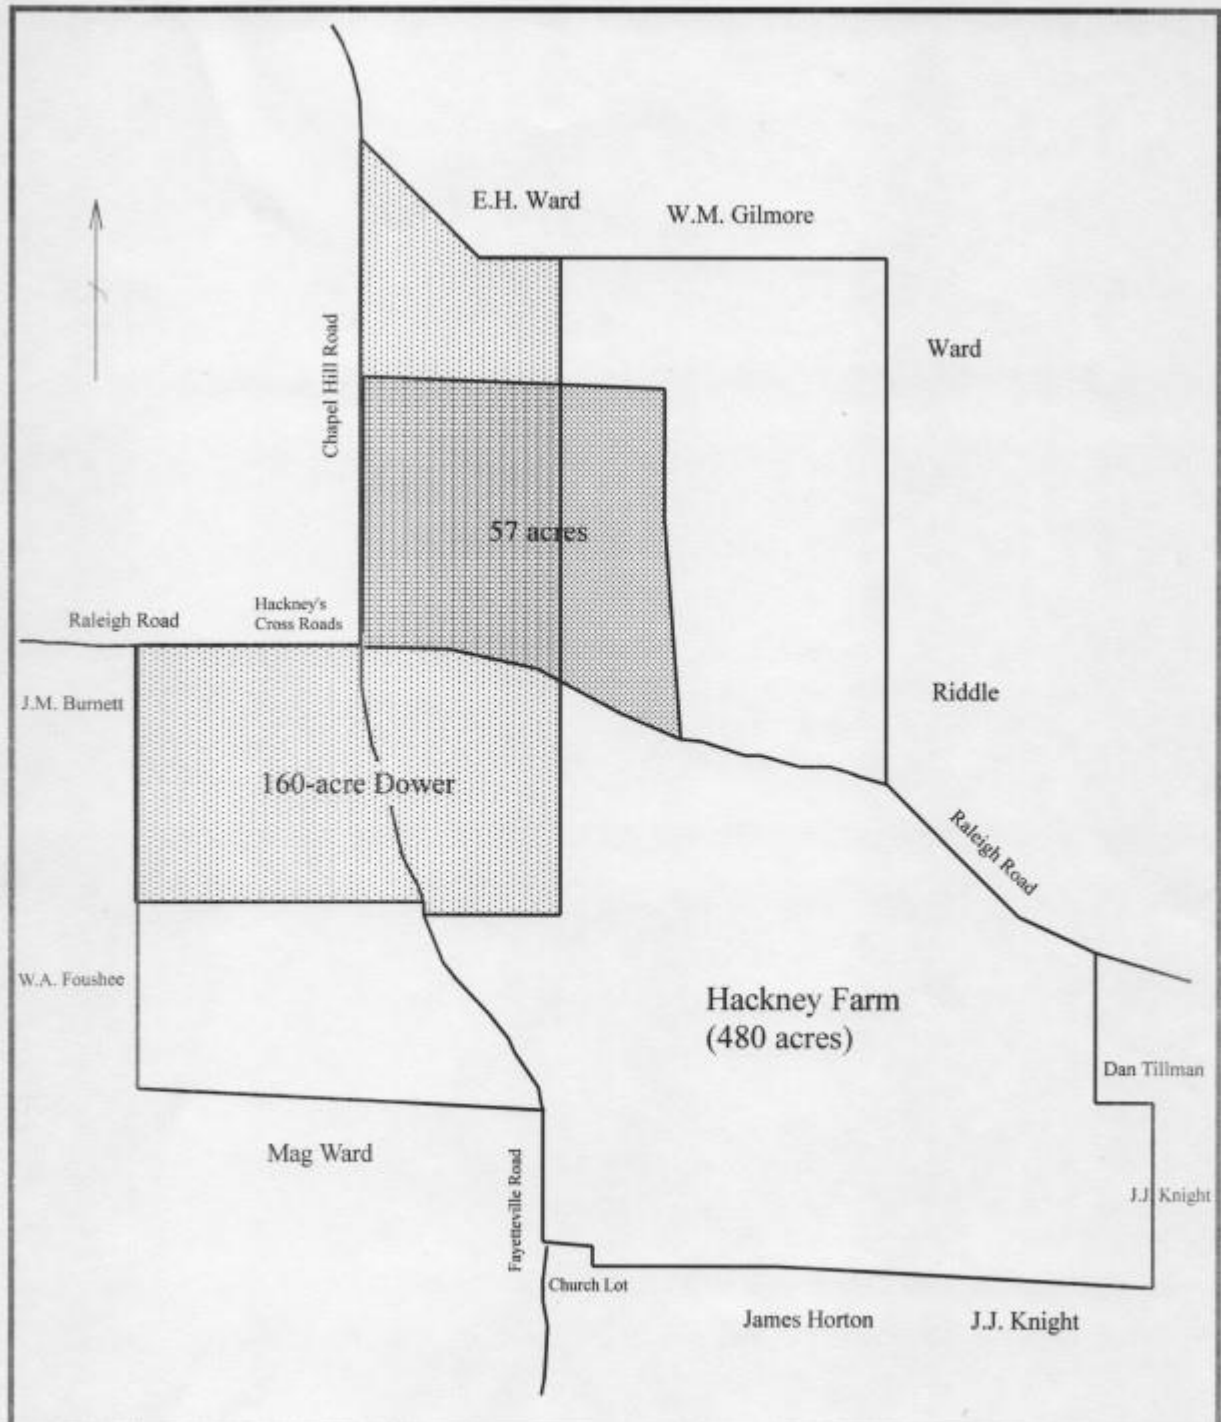 E.H. Ward
W.M. Gilmore
Chapel Hill Road
Ward
57 acres
Hackney's
Cross Roads
Raleigh Road
J.M. Burnett
Riddle
160-acre Dower
Raleigh Road
W.A. Foushee
Hackney Farm
(480 acres)
Dan Tillman
Mag Ward
Fayetteville Road
J.J. Knight
Church Lot
James Horton
J.J. Knight